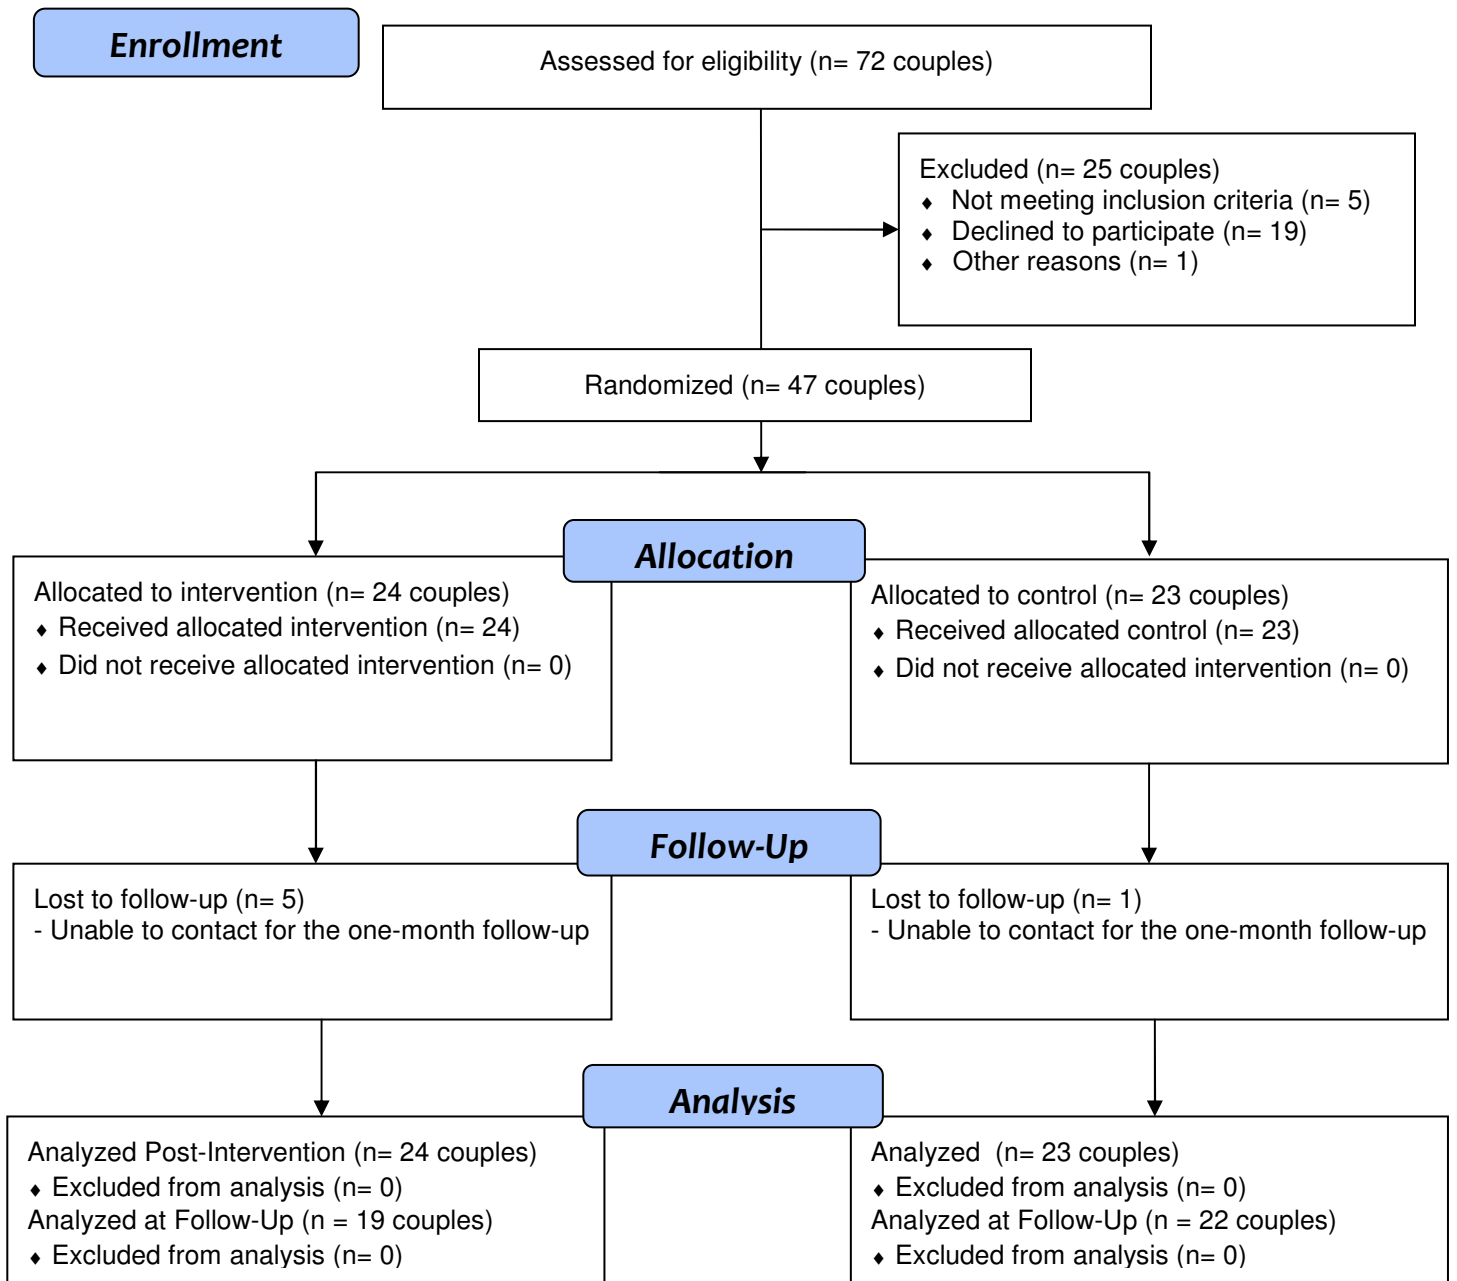 Enrollment
Assessed for eligibility (n= 72 couples)
Excluded (n= 25 couples)
♦ Not meeting inclusion criteria (n= 5)
♦ Declined to participate (n= 19)
♦ Other reasons (n= 1)
Randomized (n= 47 couples)
Allocation
Allocated to intervention (n= 24 couples)
♦ Received allocated intervention (n= 24)
♦ Did not receive allocated intervention (n= 0)
Allocated to control (n= 23 couples)
♦ Received allocated control (n= 23)
♦ Did not receive allocated intervention (n= 0)
Follow-Up
Lost to follow-up (n= 5)
- Unable to contact for the one-month follow-up
Lost to follow-up (n= 1)
- Unable to contact for the one-month follow-up
Analysis
Analyzed Post-Intervention (n= 24 couples)
♦ Excluded from analysis (n= 0)
Analyzed at Follow-Up (n = 19 couples)
♦ Excluded from analysis (n= 0)
Analyzed  (n= 23 couples)
♦ Excluded from analysis (n= 0)
Analyzed at Follow-Up (n = 22 couples)
♦ Excluded from analysis (n= 0)